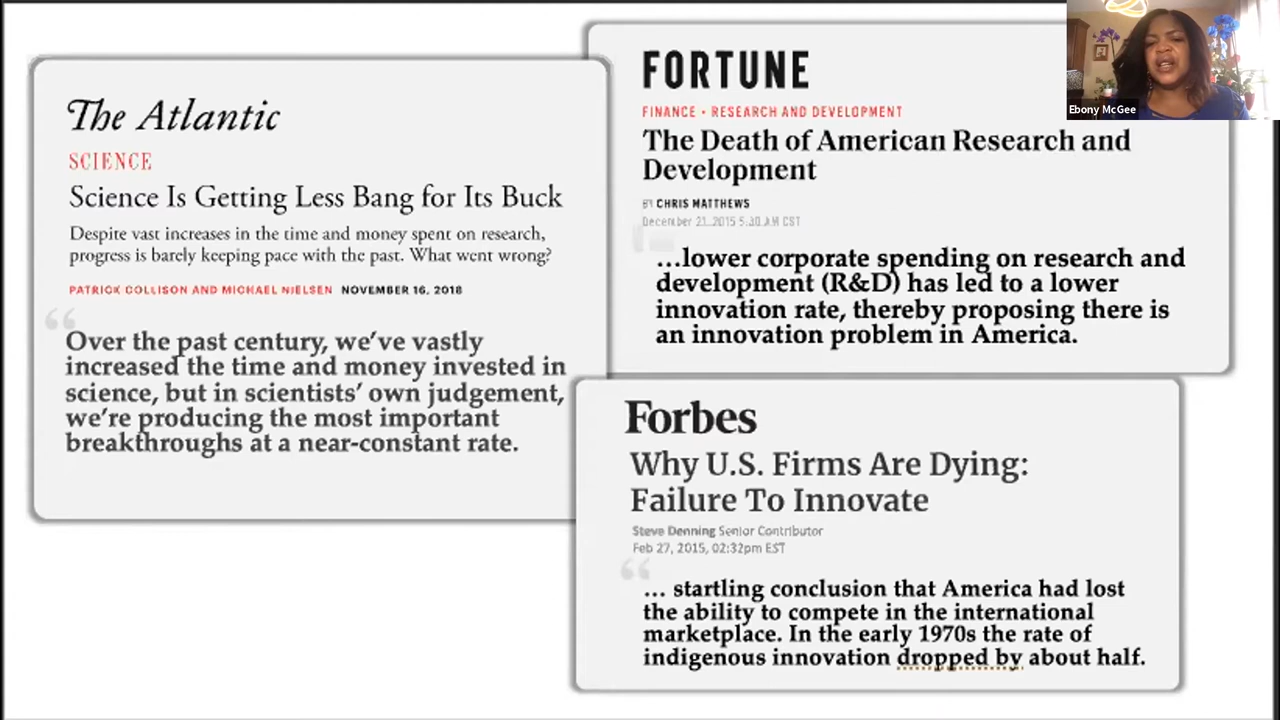 The Atlantic
SCIENCE
Science Is Getting Less Bang for Its Buck
Despite vast increases in the time and money spent on research,
progress is barely keeping pace with the past. What went wrong?
PATRICK COLLISON AND MICHAEL NIELSEN NOVEMBER 16, 2018
“
Over the past century, we’ve vastly
increased the time and money invested in
science, but in scientists’ own judgement,
we’re producing the most important
breakthroughs at a near-constant rate.
FORTUNE
FINANCE • RESEARCH AND DEVELOPMENT
The Death of American Research and
Development
BY CHRIS MATTHEWS
December 21, 2015 5:30 AM CST
…lower corporate spending on research and
development (R&D) has led to a lower
innovation rate, thereby proposing there is
an innovation problem in America.
Forbes
Why U.S. Firms Are Dying:
Failure To Innovate
Steve Denning Senior Contributor
Feb 27, 2015, 02:32pm EST
“
… startling conclusion that America had lost
the ability to compete in the international
marketplace. In the early 1970s the rate of
indigenous innovation dropped by about half.
Ebony McGee